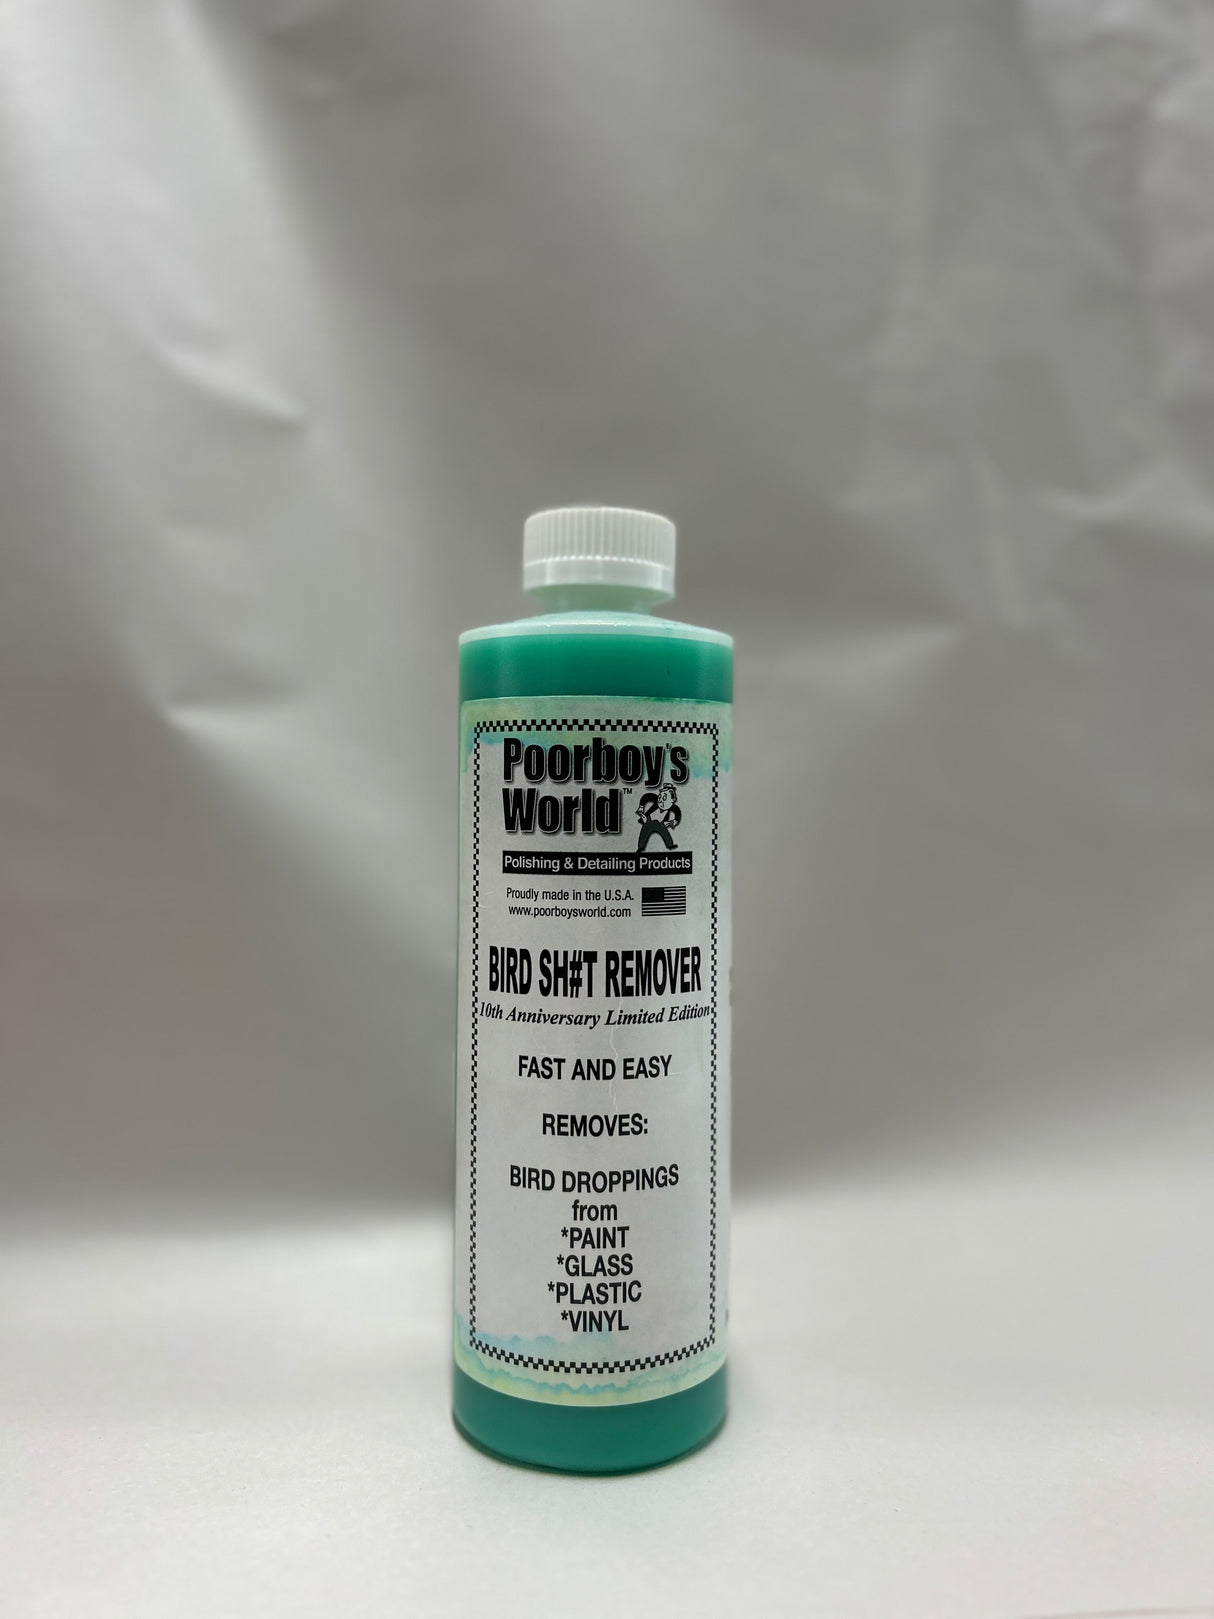 Poorboy's
World™
Polishing & Detailing Products
Proudly made in the U.S.A.
www.poorboysworld.com
BIRD SH#T REMOVER
10th Anniversary Limited Edition
FAST AND EASY
REMOVES:
BIRD DROPPINGS
from
*PAINT
*GLASS
*PLASTIC
*VINYL